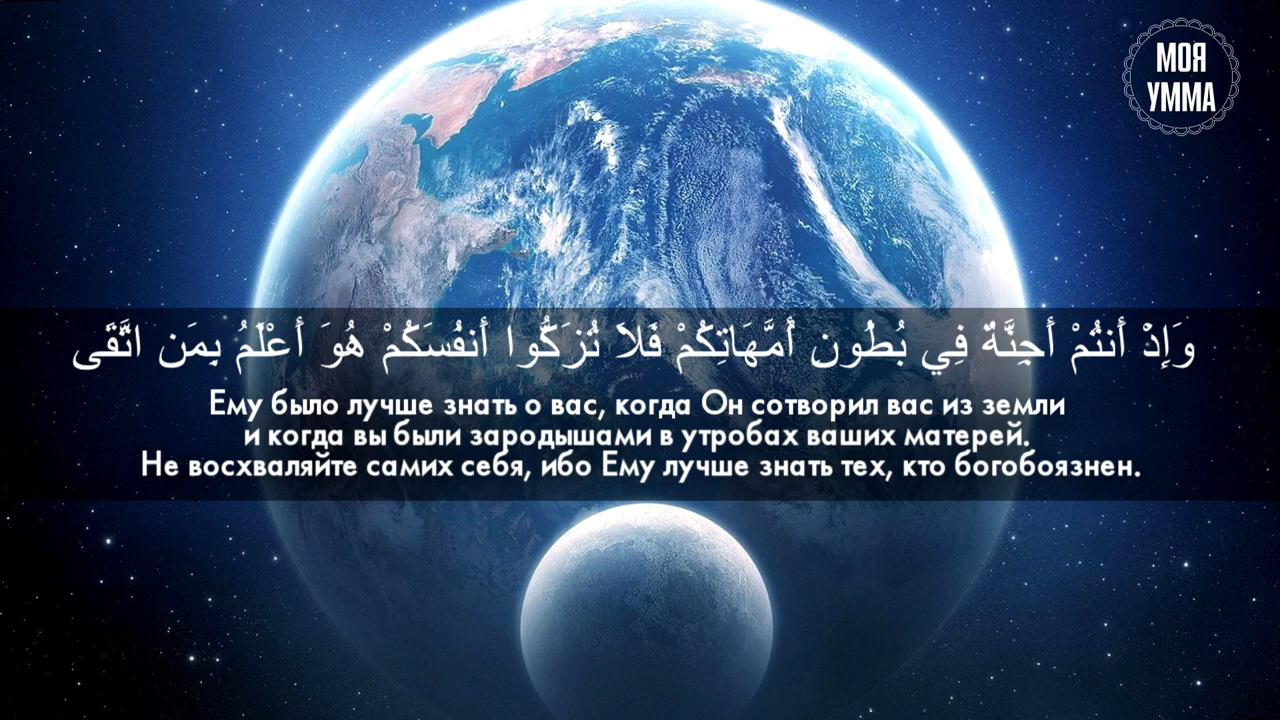 МОЯ
УММА
وَإِذْ أَنتُمْ أَجِنَّةٌ فِي بُطُونِ أُمَّهَاتِكُمْ فَلَا تُزَكُّوا أَنفُسَكُمْ هُوَ أَعْلَمُ بِمَنِ اتَّقَى
Ему было лучше знать о вас, когда Он сотворил вас из земли
и когда вы были зародышами в утробах ваших матерей.
Не восхваляйте самих себя, ибо Ему лучше знать тех, кто богобоязнен.